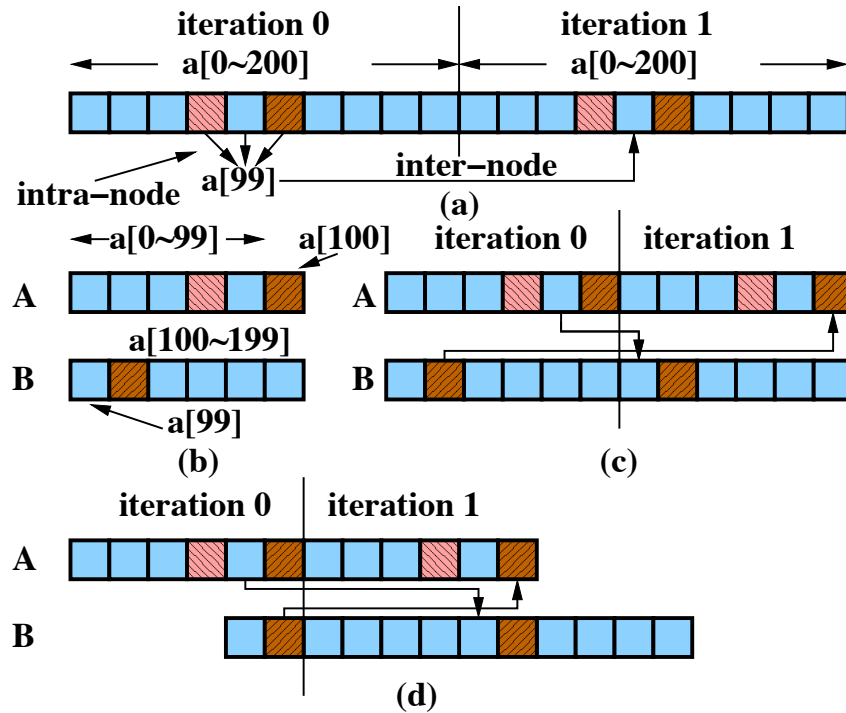 iteration 0 iteration 1
a[0~200] a[0~200]
intra−node a[99] inter−node
(a)
a[0~99] a[100] iteration 0 iteration 1
A A
a[100~199]
B B
a[99]
(b) (c)
iteration 0 iteration 1
A
B
(d)